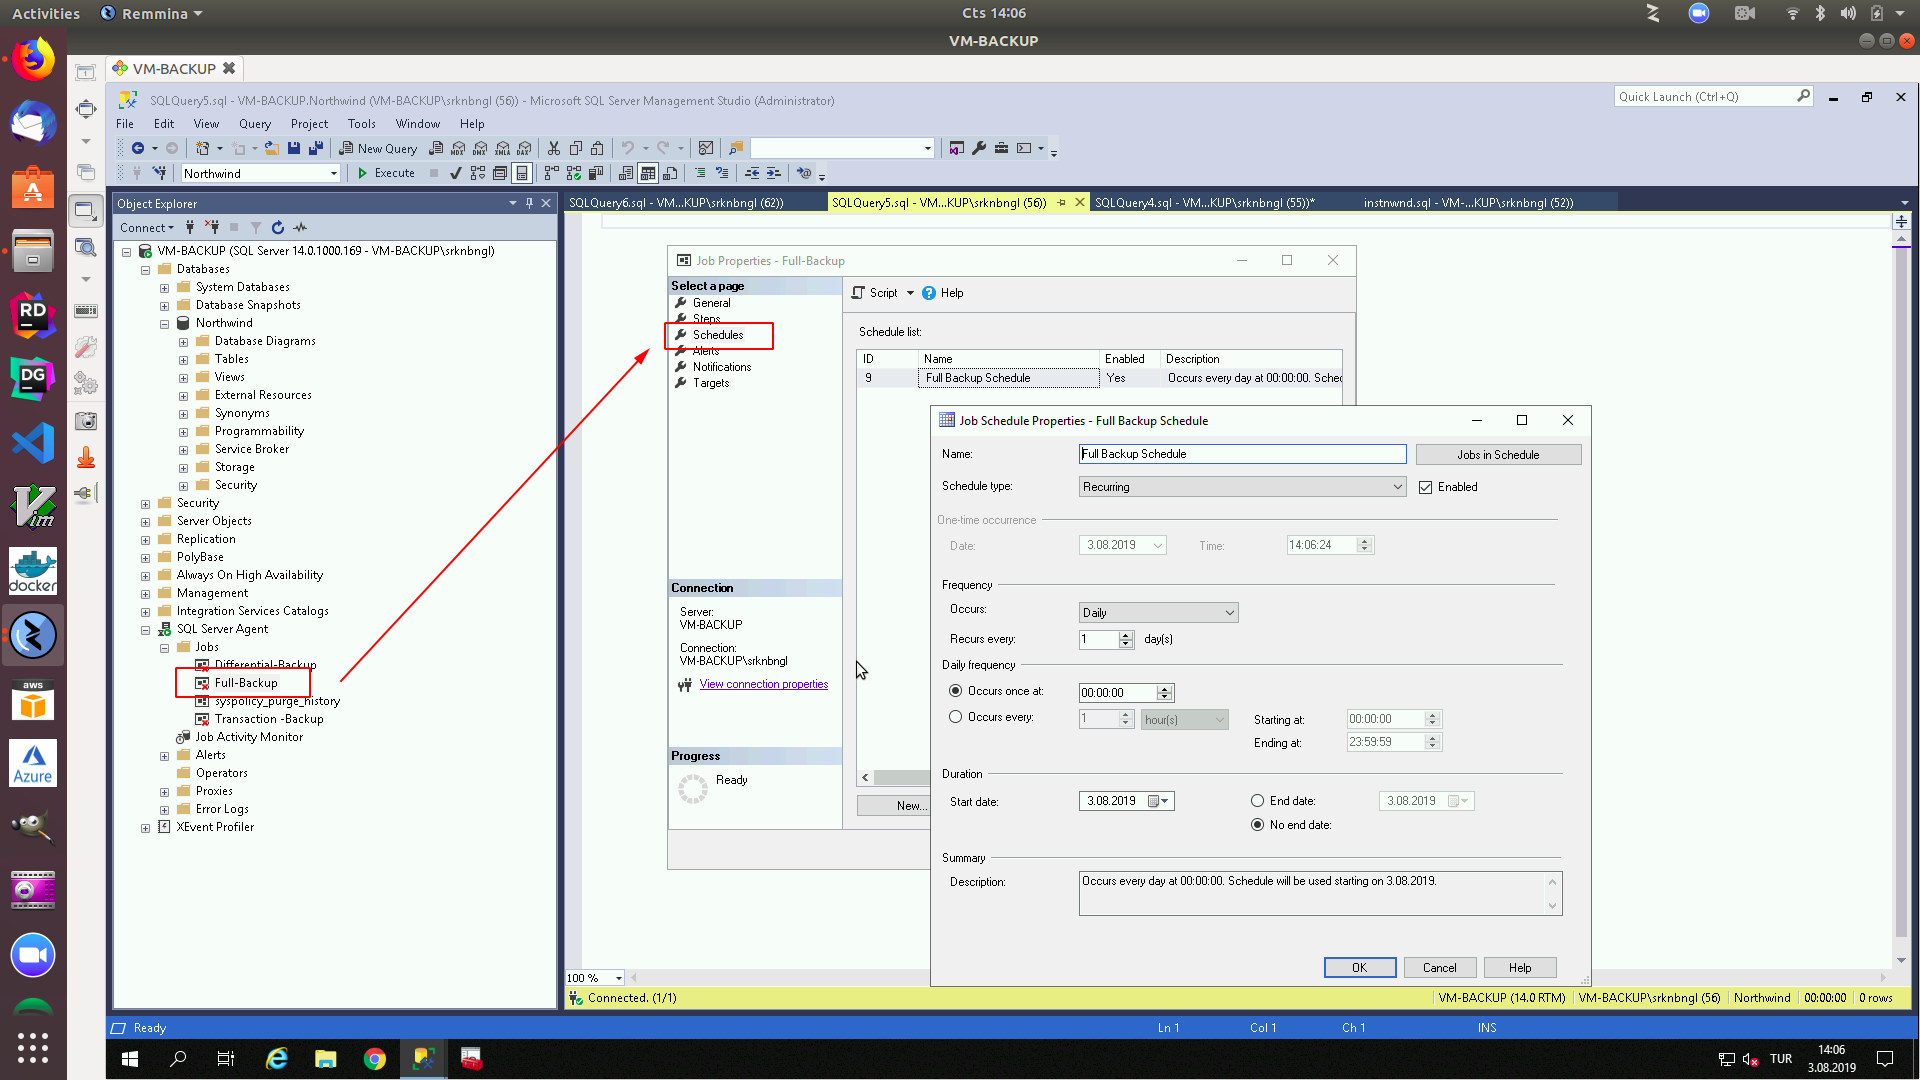 Activities
Remmina
Cts 14:06
VM-BACKUP
VM-BACKUP
SQLQuery5.sql - VM-BACKUP.Northwind (VM-BACKUP\srknbngl (56)) - Microsoft SQL Server Management Studio (Administrator)
Quick Launch (Ctrl+Q)
File Edit View Query Project Tools Window Help
New Query
MDX DMX XMLA DAX
Northwind
Execute
Object Explorer
SQLQuery6.sql - VM...KUP\srknbngl (62))
SQLQuery5.sql - VM...KUP\srknbngl (56))
SQLQuery4.sql - VM...KUP\srknbngl (55))*
instnwnd.sql - VM-...KUP\srknbngl (52))
Connect
VM-BACKUP (SQL Server 14.0.1000.169 - VM-BACKUP\srknbngl)
Databases
System Databases
Database Snapshots
Northwind
Database Diagrams
Tables
Views
External Resources
Synonyms
Programmability
Service Broker
Storage
Security
Security
Server Objects
Replication
PolyBase
Always On High Availability
Management
Integration Services Catalogs
SQL Server Agent
Jobs
Differential-Backup
Full-Backup
syspolicy_purge_history
Transaction -Backup
Job Activity Monitor
Alerts
Operators
Proxies
Error Logs
XEvent Profiler
Job Properties - Full-Backup
Select a page
General
Steps
Schedules
Alerts
Notifications
Targets
Script
Help
Schedule list:
ID Name Enabled Description
9 Full Backup Schedule Yes Occurs every day at 00:00:00. Sched
Connection
Server:
VM-BACKUP
Connection:
VM-BACKUP\srknbngl
View connection properties
Progress
Ready
New...
Job Schedule Properties - Full Backup Schedule
Name: Full Backup Schedule
Jobs in Schedule
Schedule type: Recurring
Enabled
One-time occurrence
Date: 3.08.2019 Time: 14:06:24
Frequency
Occurs: Daily
Recurs every: 1 day(s)
Daily frequency
Occurs once at: 00:00:00
Occurs every: 1 hour(s) Starting at: 00:00:00
Ending at: 23:59:59
Duration
Start date: 3.08.2019 End date: 3.08.2019
No end date:
Summary
Description: Occurs every day at 00:00:00. Schedule will be used starting on 3.08.2019.
OK
Cancel
Help
100 %
Connected. (1/1)
VM-BACKUP (14.0 RTM) VM-BACKUP\srknbngl (56) Northwind 00:00:00 0 rows
Ready
Ln 1 Col 1 Ch 1 INS
TUR
14:06
3.08.2019
RD
DG
Vim
docker
aws
Azure